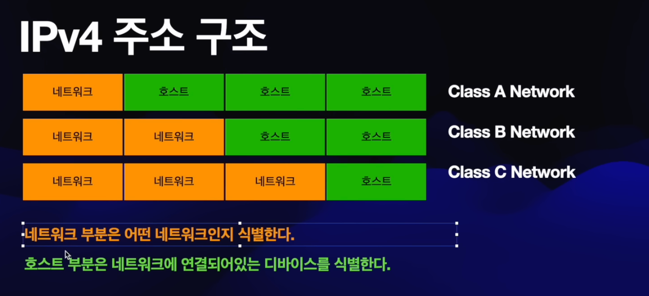 IPv4 주소 구조
네트워크 호스트 호스트 호스트 Class A Network
네트워크 네트워크 호스트 호스트 Class B Network
네트워크 네트워크 네트워크 호스트 Class C Network
네트워크 부분은 어떤 네트워크인지 식별한다.
호스트 부분은 네트워크에 연결되어있는 디바이스를 식별한다.